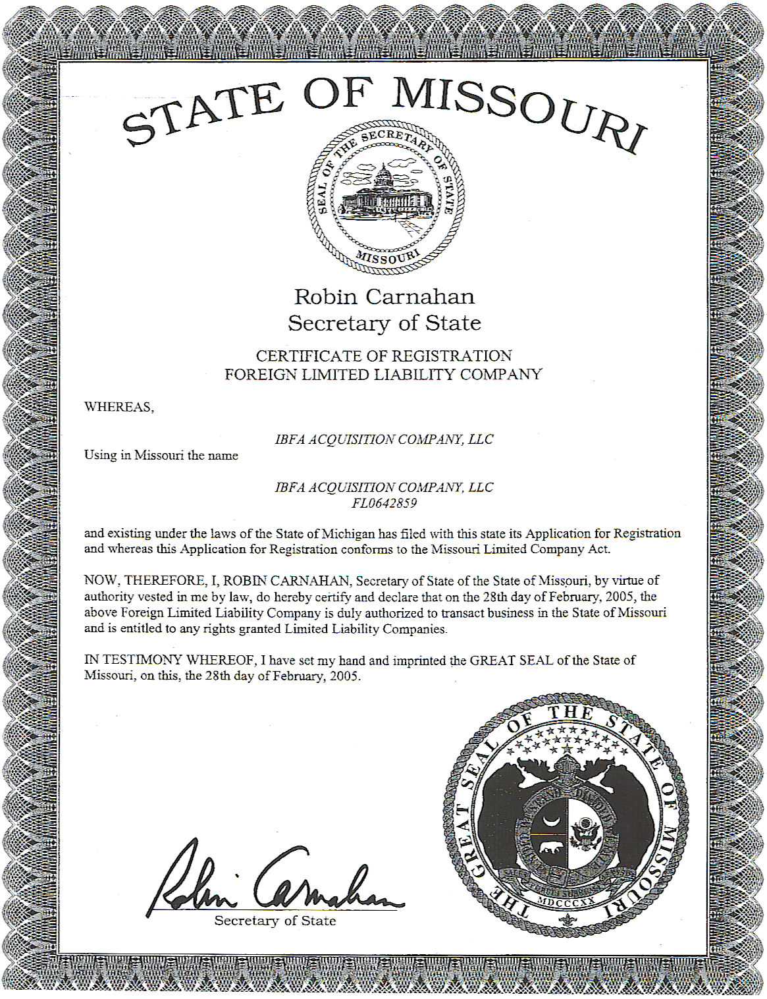 STATE OF MISSOURI
SEAL OF THE SECRETARY OF STATE
MISSOURI
Robin Carnahan
Secretary of State
CERTIFICATE OF REGISTRATION
FOREIGN LIMITED LIABILITY COMPANY
WHEREAS,
IBFA ACQUISITION COMPANY, LLC
Using in Missouri the name
IBFA ACQUISITION COMPANY, LLC
FL0642859
and existing under the laws of the State of Michigan has filed with this state its Application for Registration
and whereas this Application for Registration conforms to the Missouri Limited Company Act.
NOW, THEREFORE, I, ROBIN CARNAHAN, Secretary of State of the State of Missouri, by virtue of
authority vested in me by law, do hereby certify and declare that on the 28th day of February, 2005, the
above Foreign Limited Liability Company is duly authorized to transact business in the State of Missouri
and is entitled to any rights granted Limited Liability Companies.
IN TESTIMONY WHEREOF, I have set my hand and imprinted the GREAT SEAL of the State of
Missouri, on this, the 28th day of February, 2005.
THE GREAT SEAL OF THE STATE OF MISSOURI
MDCCCXX
Robin Carnahan
Secretary of State